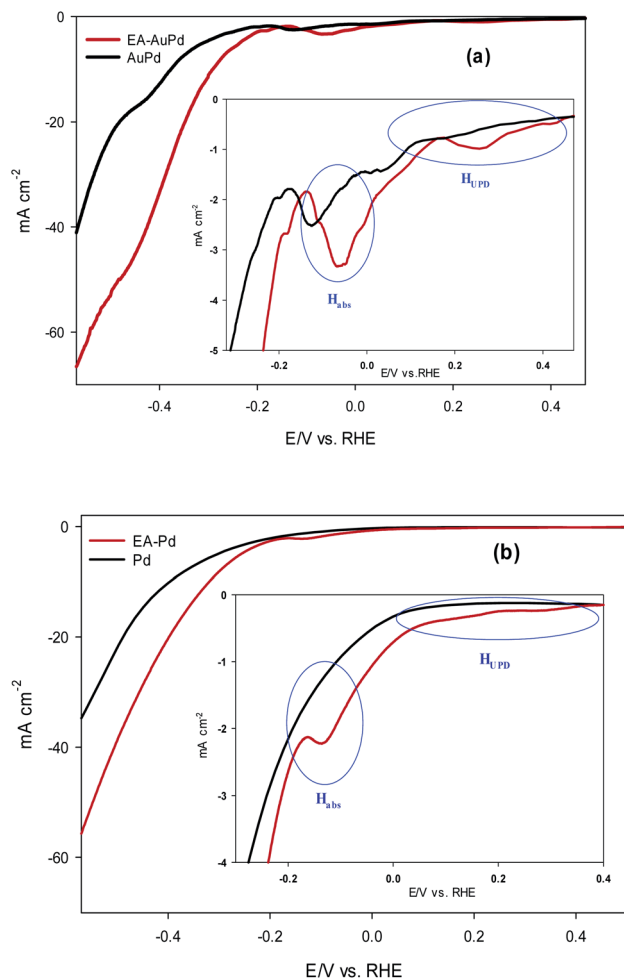 0
-20
-40
-60
mA cm-2
EA-AuPd
AuPd
(a)
0
-1
-2
-3
-4
-5
mA cm-2
HUPD
Habs
-0.2 0.0 0.2 0.4
E/V vs.RHE
-0.4 -0.2 0.0 0.2 0.4
E/V vs. RHE
0
-20
-40
-60
mA cm-2
EA-Pd
Pd
(b)
0
-1
-2
-3
-4
mA cm-2
HUPD
Habs
-0.2 0.0 0.2 0.4
E/V vs. RHE
-0.4 -0.2 0.0 0.2 0.4
E/V vs. RHE